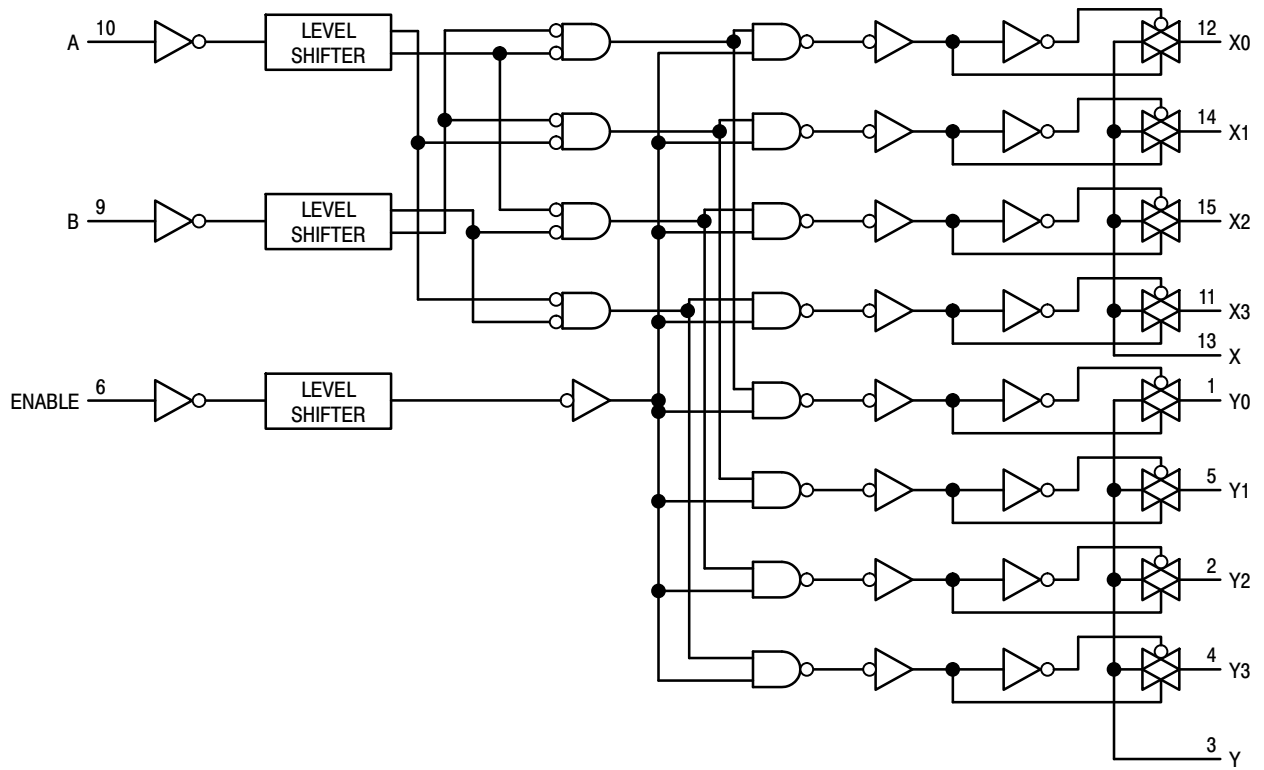 A 10 LEVEL SHIFTER 12 X0
14 X1
B 9 LEVEL SHIFTER 15 X2
11 X3
13 X
ENABLE 6 LEVEL SHIFTER 1 Y0
5 Y1
2 Y2
4 Y3
3 Y